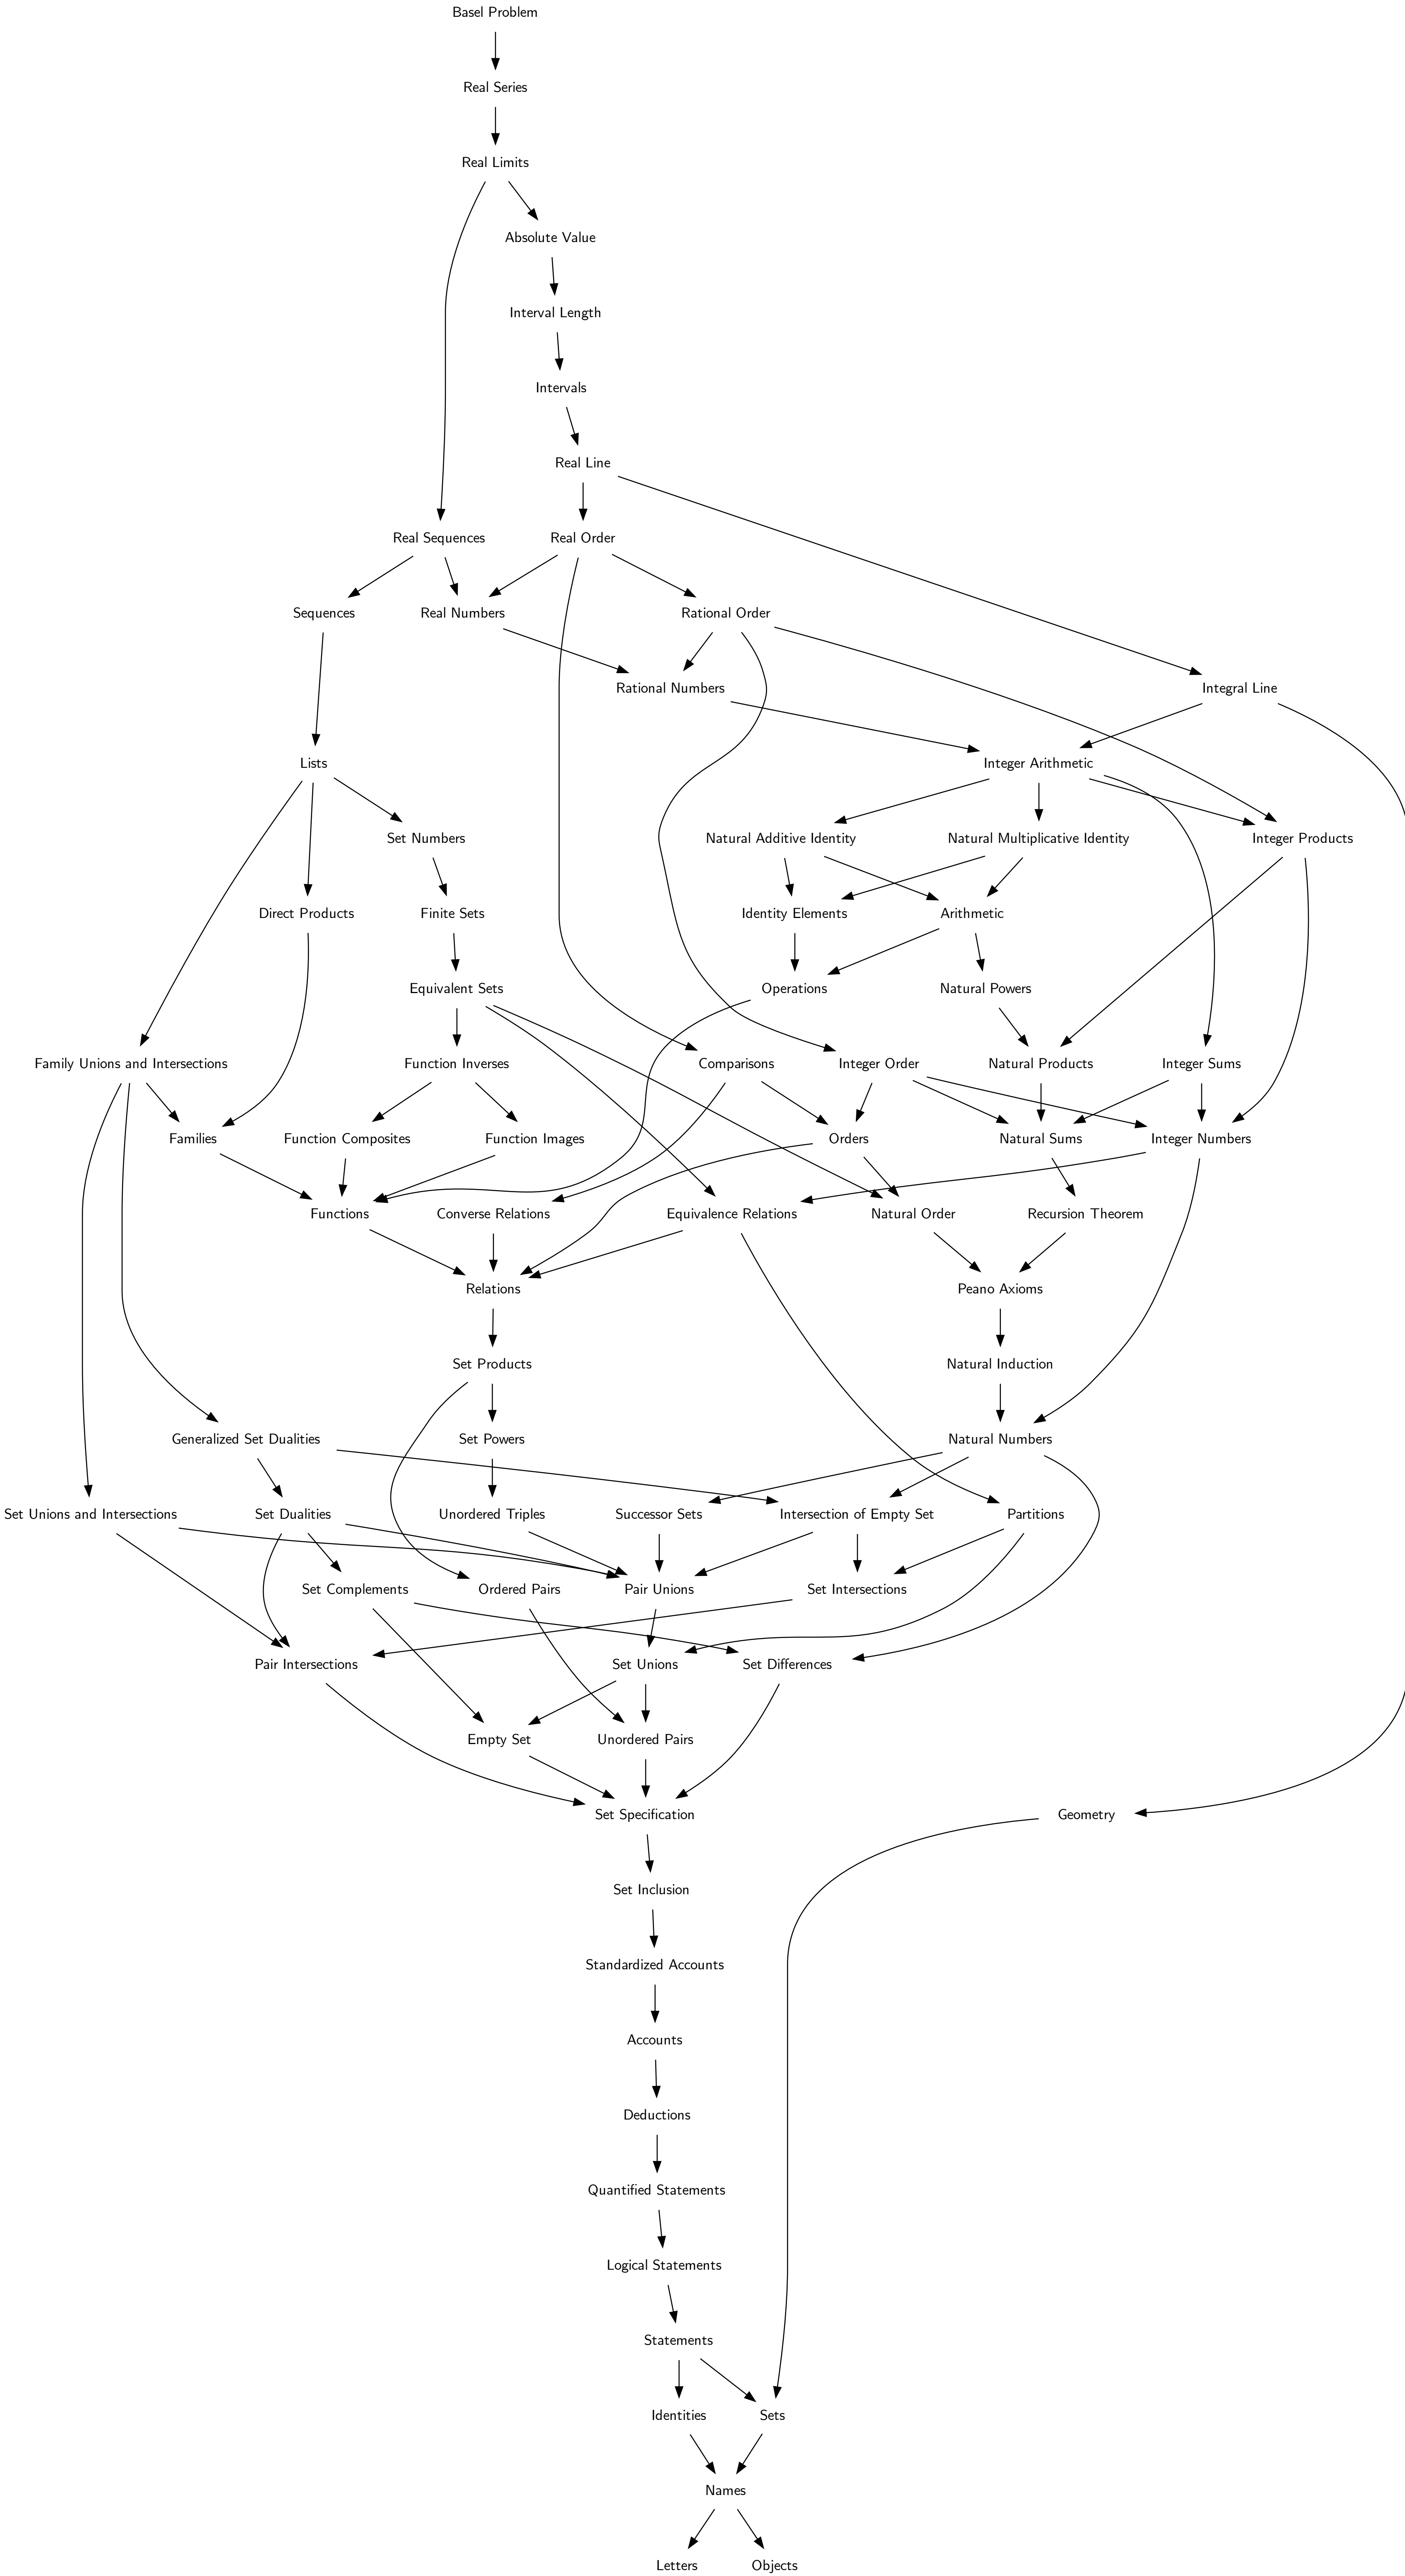 Basel Problem
Real Series
Real Limits
Absolute Value
Interval Length
Intervals
Real Line
Real Sequences
Real Order
Sequences
Real Numbers
Rational Order
Rational Numbers
Integral Line
Lists
Integer Arithmetic
Set Numbers
Natural Additive Identity
Natural Multiplicative Identity
Integer Products
Direct Products
Finite Sets
Identity Elements
Arithmetic
Equivalent Sets
Operations
Natural Powers
Family Unions and Intersections
Function Inverses
Comparisons
Integer Order
Natural Products
Integer Sums
Families
Function Composites
Function Images
Orders
Natural Sums
Integer Numbers
Functions
Converse Relations
Equivalence Relations
Natural Order
Recursion Theorem
Relations
Peano Axioms
Set Products
Natural Induction
Generalized Set Dualities
Set Powers
Natural Numbers
Set Unions and Intersections
Set Dualities
Unordered Triples
Successor Sets
Intersection of Empty Set
Partitions
Set Complements
Ordered Pairs
Pair Unions
Set Intersections
Pair Intersections
Set Unions
Set Differences
Empty Set
Unordered Pairs
Set Specification
Geometry
Set Inclusion
Standardized Accounts
Accounts
Deductions
Quantified Statements
Logical Statements
Statements
Identities
Sets
Names
Letters
Objects